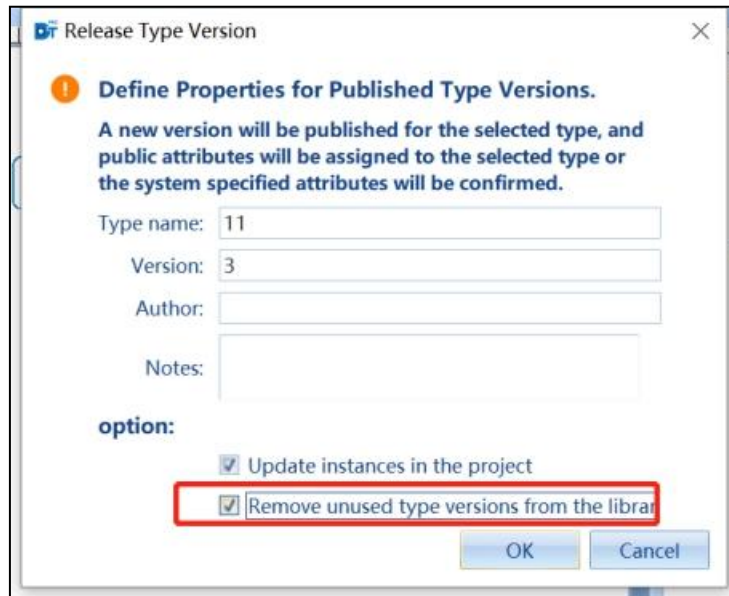 Release Type Version
Define Properties for Published Type Versions.
A new version will be published for the selected type, and
public attributes will be assigned to the selected type or
the system specified attributes will be confirmed.
Type name: 11
Version: 3
Author:
Notes:
option:
Update instances in the project
Remove unused type versions from the librar
OK Cancel